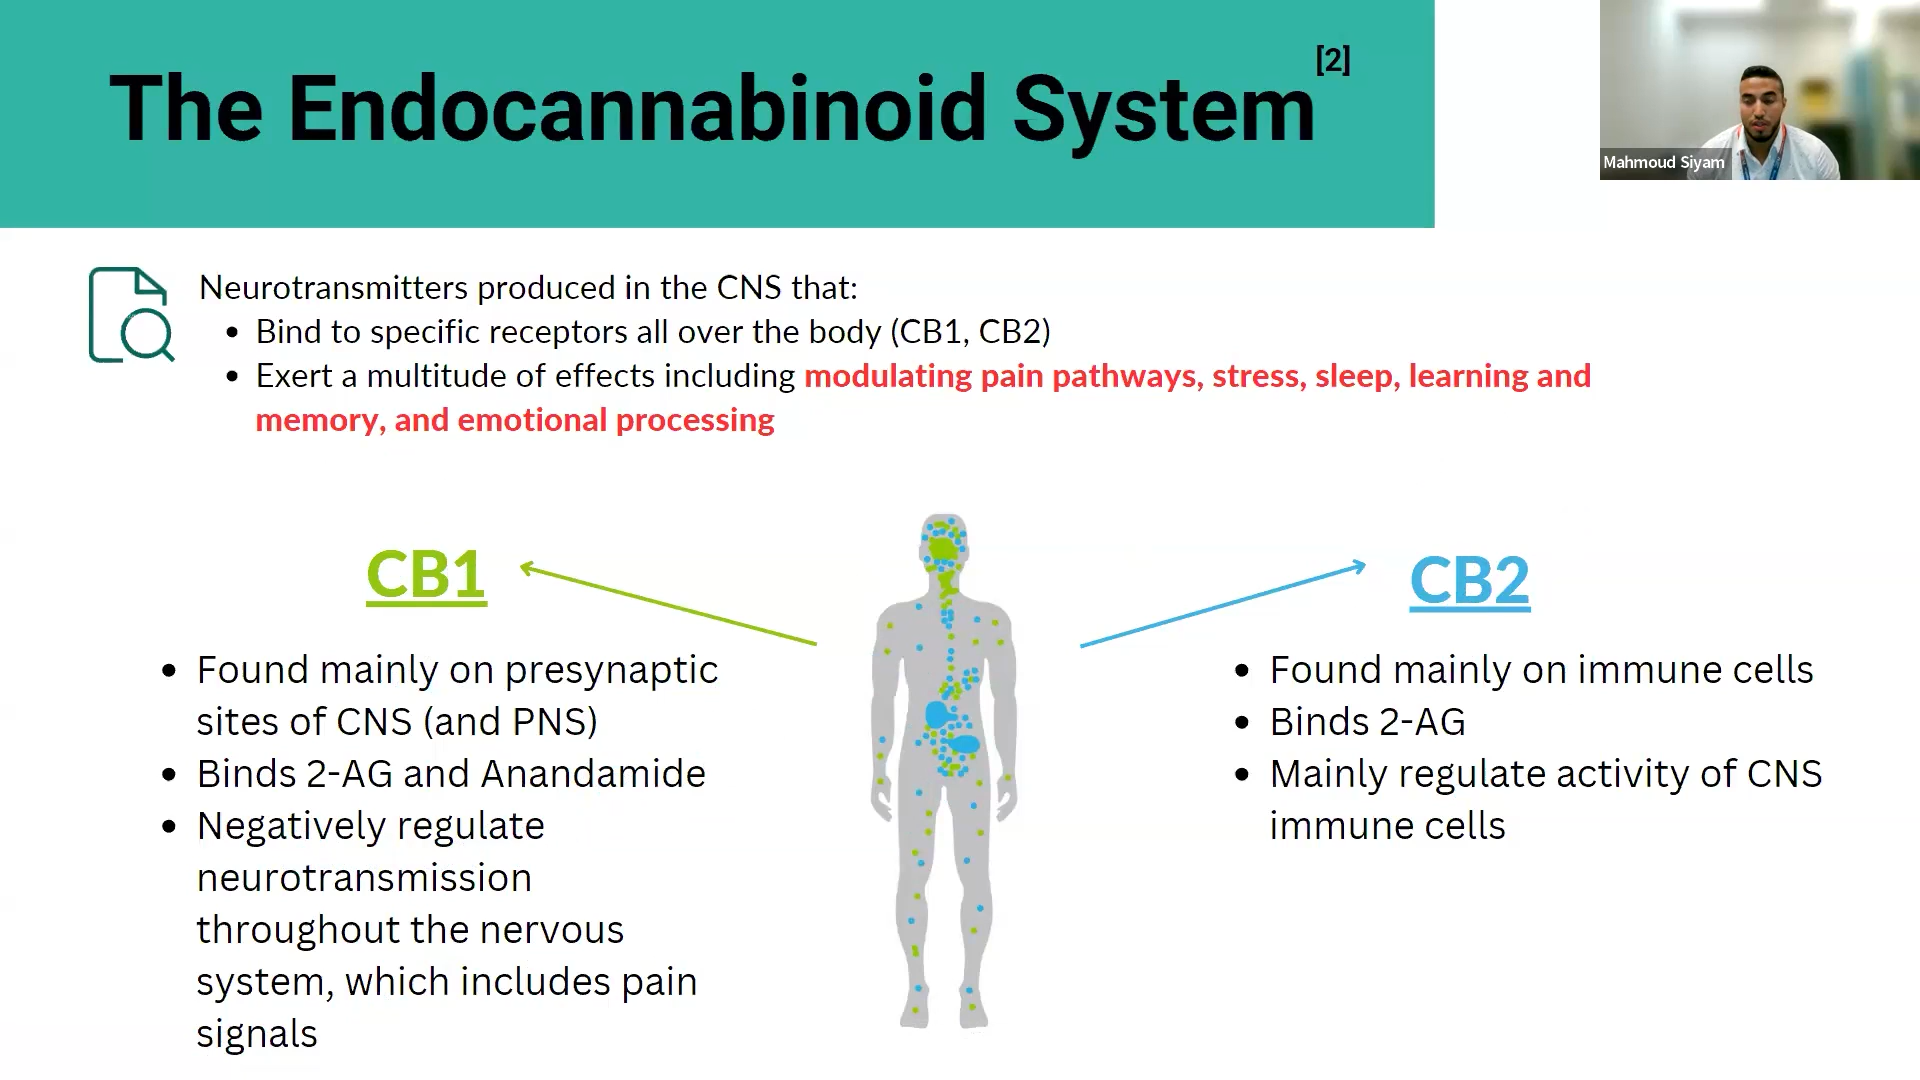 The Endocannabinoid System [2]
Mahmoud Siyam
Neurotransmitters produced in the CNS that:
• Bind to specific receptors all over the body (CB1, CB2)
• Exert a multitude of effects including modulating pain pathways, stress, sleep, learning and
memory, and emotional processing
CB1
• Found mainly on presynaptic
sites of CNS (and PNS)
• Binds 2-AG and Anandamide
• Negatively regulate
neurotransmission
throughout the nervous
system, which includes pain
signals
CB2
• Found mainly on immune cells
• Binds 2-AG
• Mainly regulate activity of CNS
immune cells